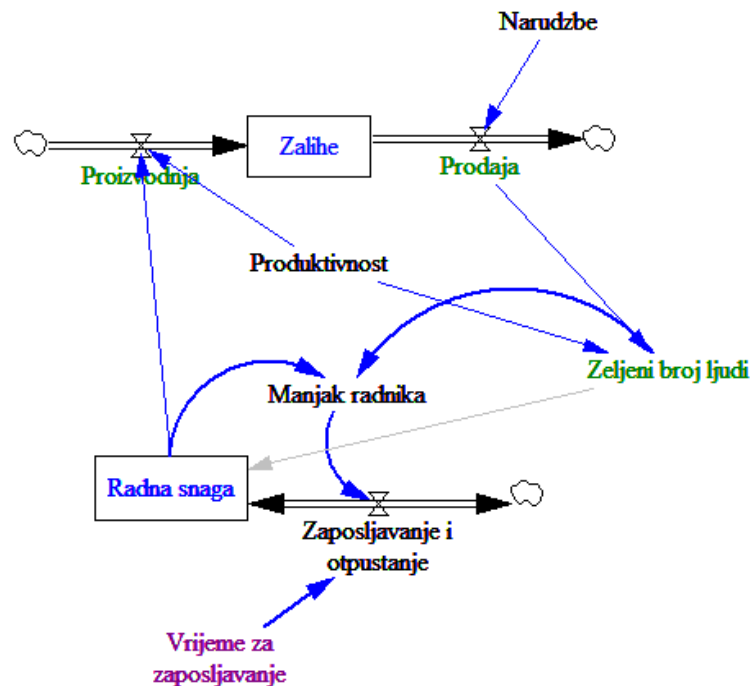 Narudzbe
Zalihe
Proizvodnja
Prodaja
Produktivnost
Zeljeni broj ljudi
Manjak radnika
Radna snaga
Zaposljavanje i
otpustanje
Vrijeme za
zaposljavanje